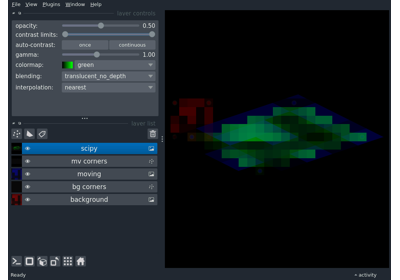 File View Plugins Window Help
layer controls
opacity: 0.50
contrast limits:
auto-contrast: once continuous
gamma: 1.00
colormap: green
blending: translucent_no_depth
interpolation: nearest
layer list
scipy
mv corners
moving
bg corners
background
Ready activity